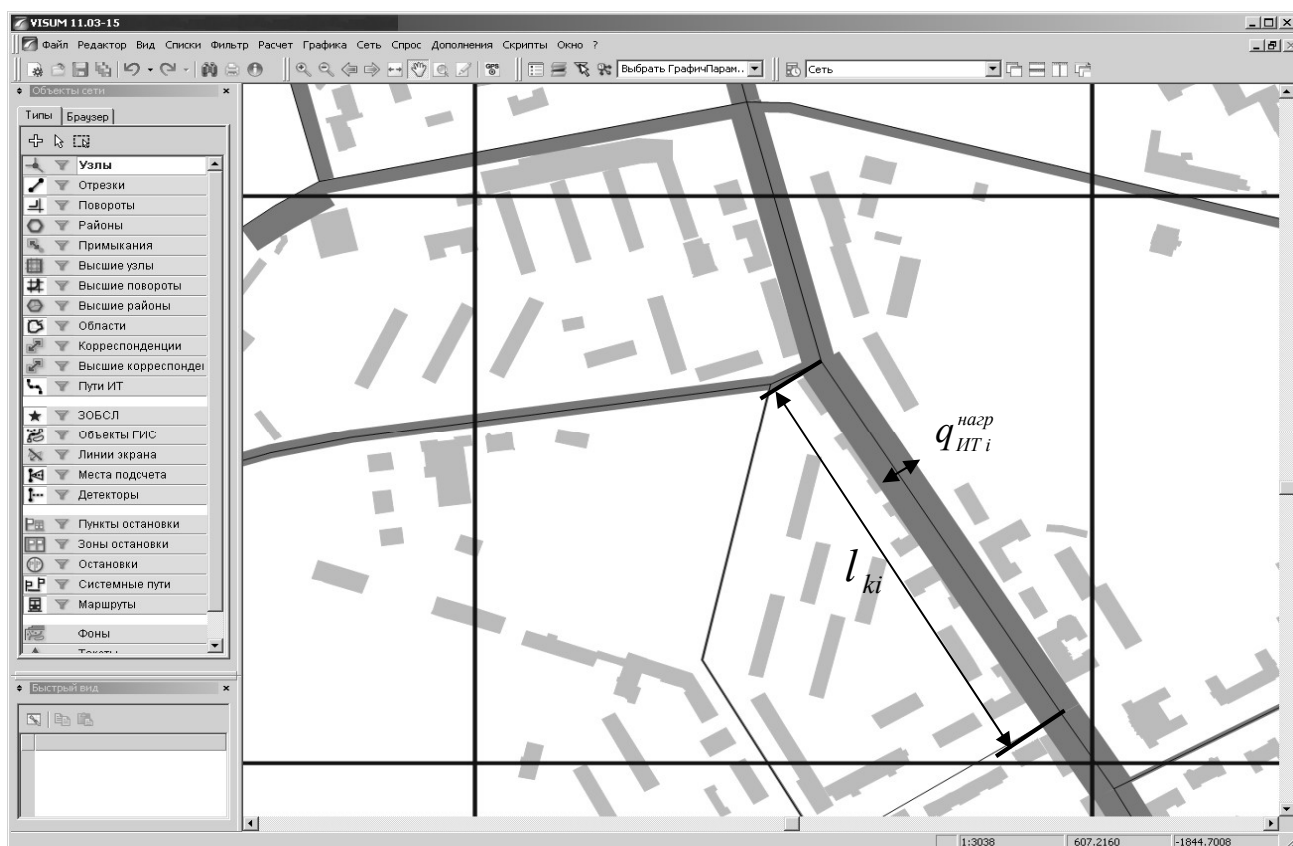 VISUM 11.03-15
Файл Редактор Вид Списки Фильтр Расчет Графика Сеть Спрос Дополнения Скрипты Окно ?
Выбрать ГрафичПарам..
Сеть
Объекты сети
Типы
Браузер
Узлы
Отрезки
Повороты
Районы
Примыкания
Высшие узлы
Высшие повороты
Высшие районы
Области
Корреспонденции
Высшие корреспонде
Пути ИТ
ЗОБСЛ
Объекты ГИС
Линии экрана
Места подсчета
Детекторы
Пункты остановки
Зоны остановки
Остановки
Системные пути
Маршруты
Фоны
Быстрый вид
q нагр ИТ i
l ki
1:3038
607.2160
-1844.7008